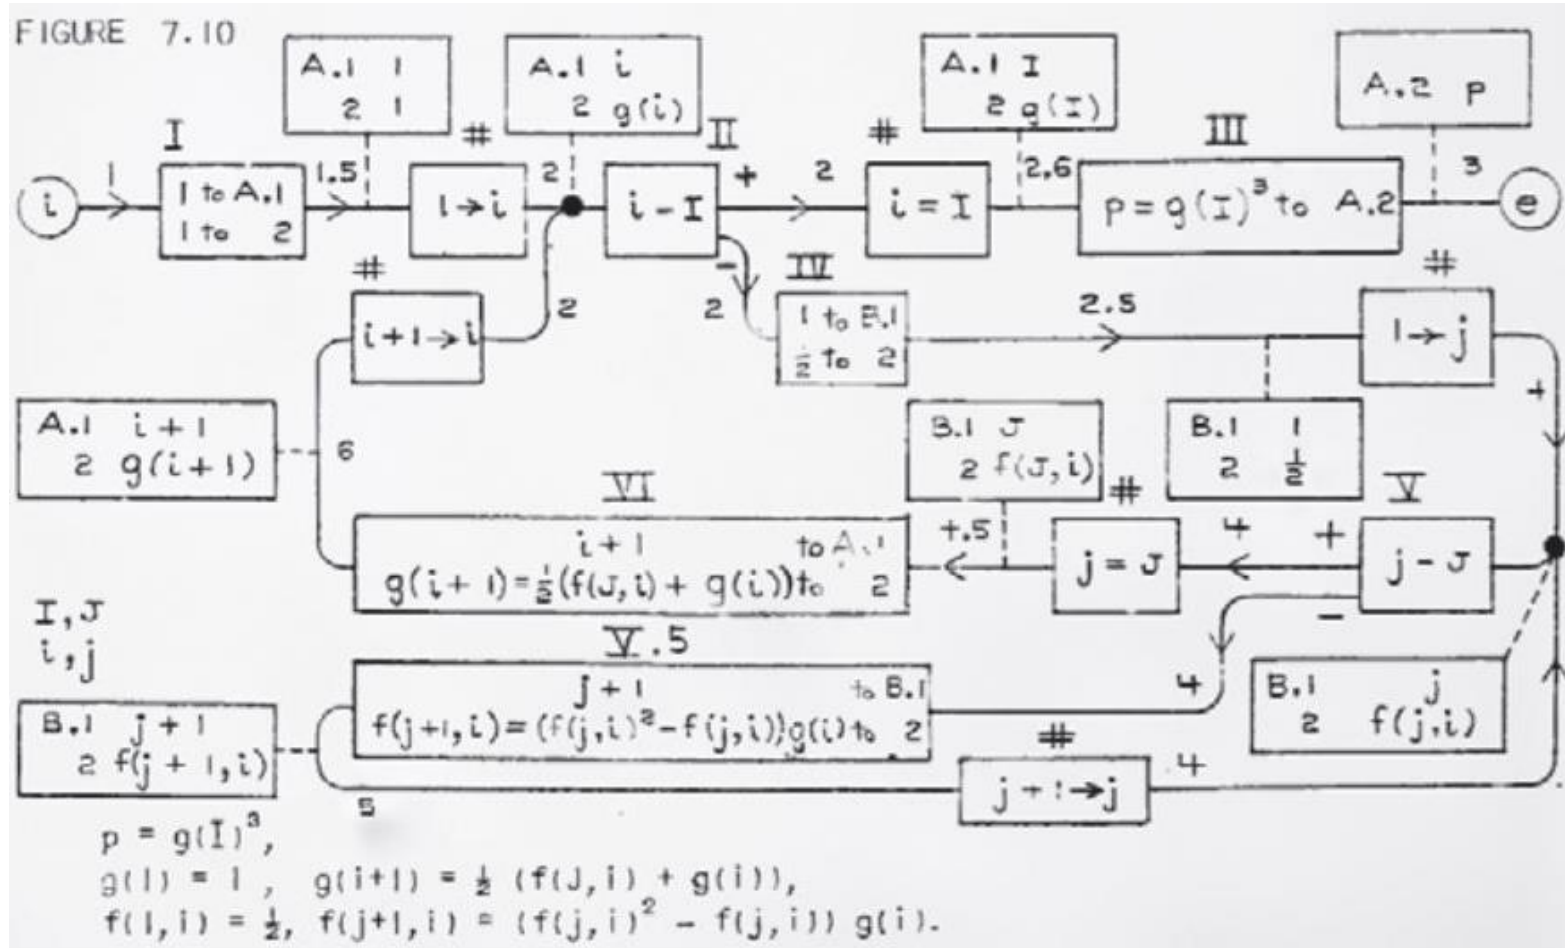 FIGURE 7.10
A.1 1
2 1
A.1 i
2 g(i)
A.1 I
2 g(I)
A.2 p
I
#
II
#
III
i
1
1 to A.1
1 to 2
1.5
1→i
2
i - I
+
2
i = I
2.6
p = g(I)³ to A.2
3
e
#
i+1→i
2
-
2
IV
1 to B.1
½ to 2
2.5
#
1→j
4
A.1 i+1
2 g(i+1)
6
B.1 J
2 f(J,i)
B.1 1
2 ½
VI
i+1 to A.1
g(i+1)=½(f(J,i) + g(i)) to 2
4.5
#
j = J
4
+
V
j - J
-
I,J
i,j
V.5
j+1 to B.1
f(j+1,i)=(f(j,i)²-f(j,i))g(i) to 2
4
B.1 j
2 f(j,i)
B.1 j+1
2 f(j+1,i)
5
#
j+1→j
4
p = g(I)³,
g(1) = 1 , g(i+1) = ½ (f(J,i) + g(i)),
f(1,i) = ½, f(j+1,i) = (f(j,i)² - f(j,i)) g(i).